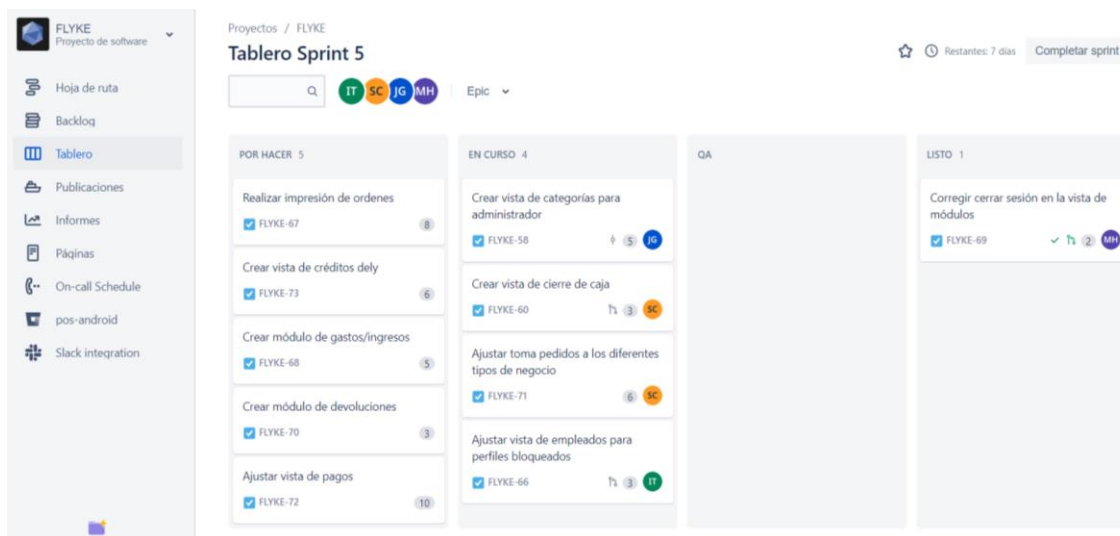 FLYKE
Proyecto de software
Hoja de ruta
Backlog
Tablero
Publicaciones
Informes
Páginas
On-call Schedule
pos-android
Slack integration
Proyectos / FLYKE
Tablero Sprint 5
Restantes: 7 días
Completar sprint
IT SC JG MH
Epic
POR HACER 5
Realizar impresión de ordenes
FLYKE-67 8
Crear vista de créditos dely
FLYKE-73 6
Crear módulo de gastos/ingresos
FLYKE-68 5
Crear módulo de devoluciones
FLYKE-70 3
Ajustar vista de pagos
FLYKE-72 10
EN CURSO 4
Crear vista de categorías para
administrador
FLYKE-58 5 JG
Crear vista de cierre de caja
FLYKE-60 3 SC
Ajustar toma pedidos a los diferentes
tipos de negocio
FLYKE-71 6 SC
Ajustar vista de empleados para
perfiles bloqueados
FLYKE-66 3 IT
QA
LISTO 1
Corregir cerrar sesión en la vista de
módulos
FLYKE-69 2 MH